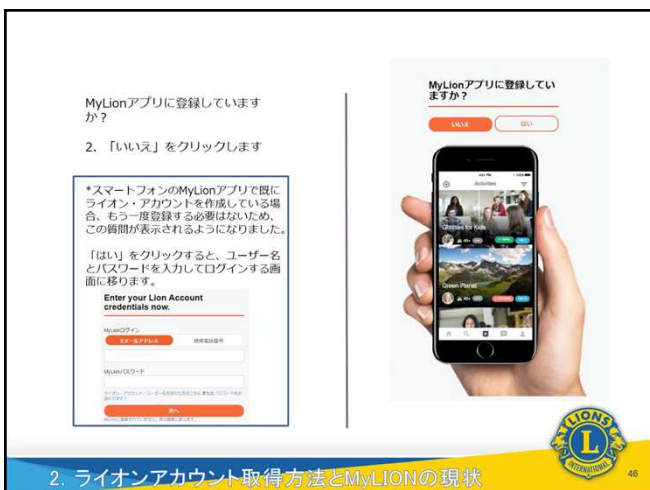 MyLionアプリに登録しています
か？
2. 「いいえ」をクリックします
*スマートフォンのMyLionアプリで既に
ライオン・アカウントを作成している場
合、もう一度登録する必要はないため、
この質問が表示されるようになりました。
「はい」をクリックすると、ユーザー名
とパスワードを入力してログインする画
面に移ります。
Enter your Lion Account
credentials now.
MyLionログイン
Eメールアドレス
携帯電話番号
MyLionパスワード
次へ
MyLionアプリに登録してい
ますか？
いいえ
はい
Activities
Glasses for Kids
Green Planet
LIONS
L
INTERNATIONAL
2. ライオンアカウント取得方法とMyLIONの現状
46